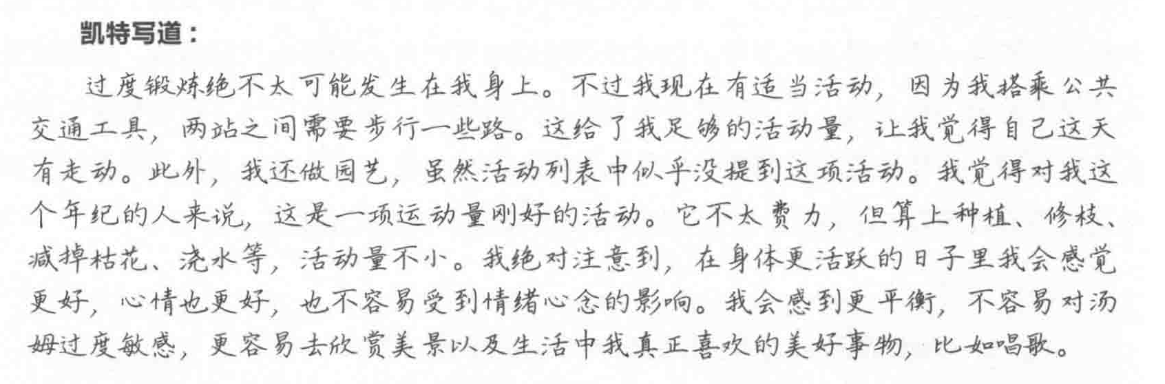 凯特写道：
过度锻炼绝不太可能发生在我身上。不过我现在有适当活动，因为我搭乘公共
交通工具，两站之间需要步行一些路。这给了我足够的活动量，让我觉得自己这天
有走动。此外，我还做园艺，虽然活动列表中似乎没提到这项活动。我觉得对我这
个年纪的人来说，这是一项运动量刚好的活动。它不太费力，但算上种植、修枝、
减掉枯花、浇水等，活动量不小。我绝对注意到，在身体更活跃的日子里我会感觉
更好，心情也更好，也不容易受到情绪心念的影响。我会感到更平衡，不容易对汤
姆过度敏感，更容易去欣赏美景以及生活中我真正喜欢的美好事物，比如唱歌。